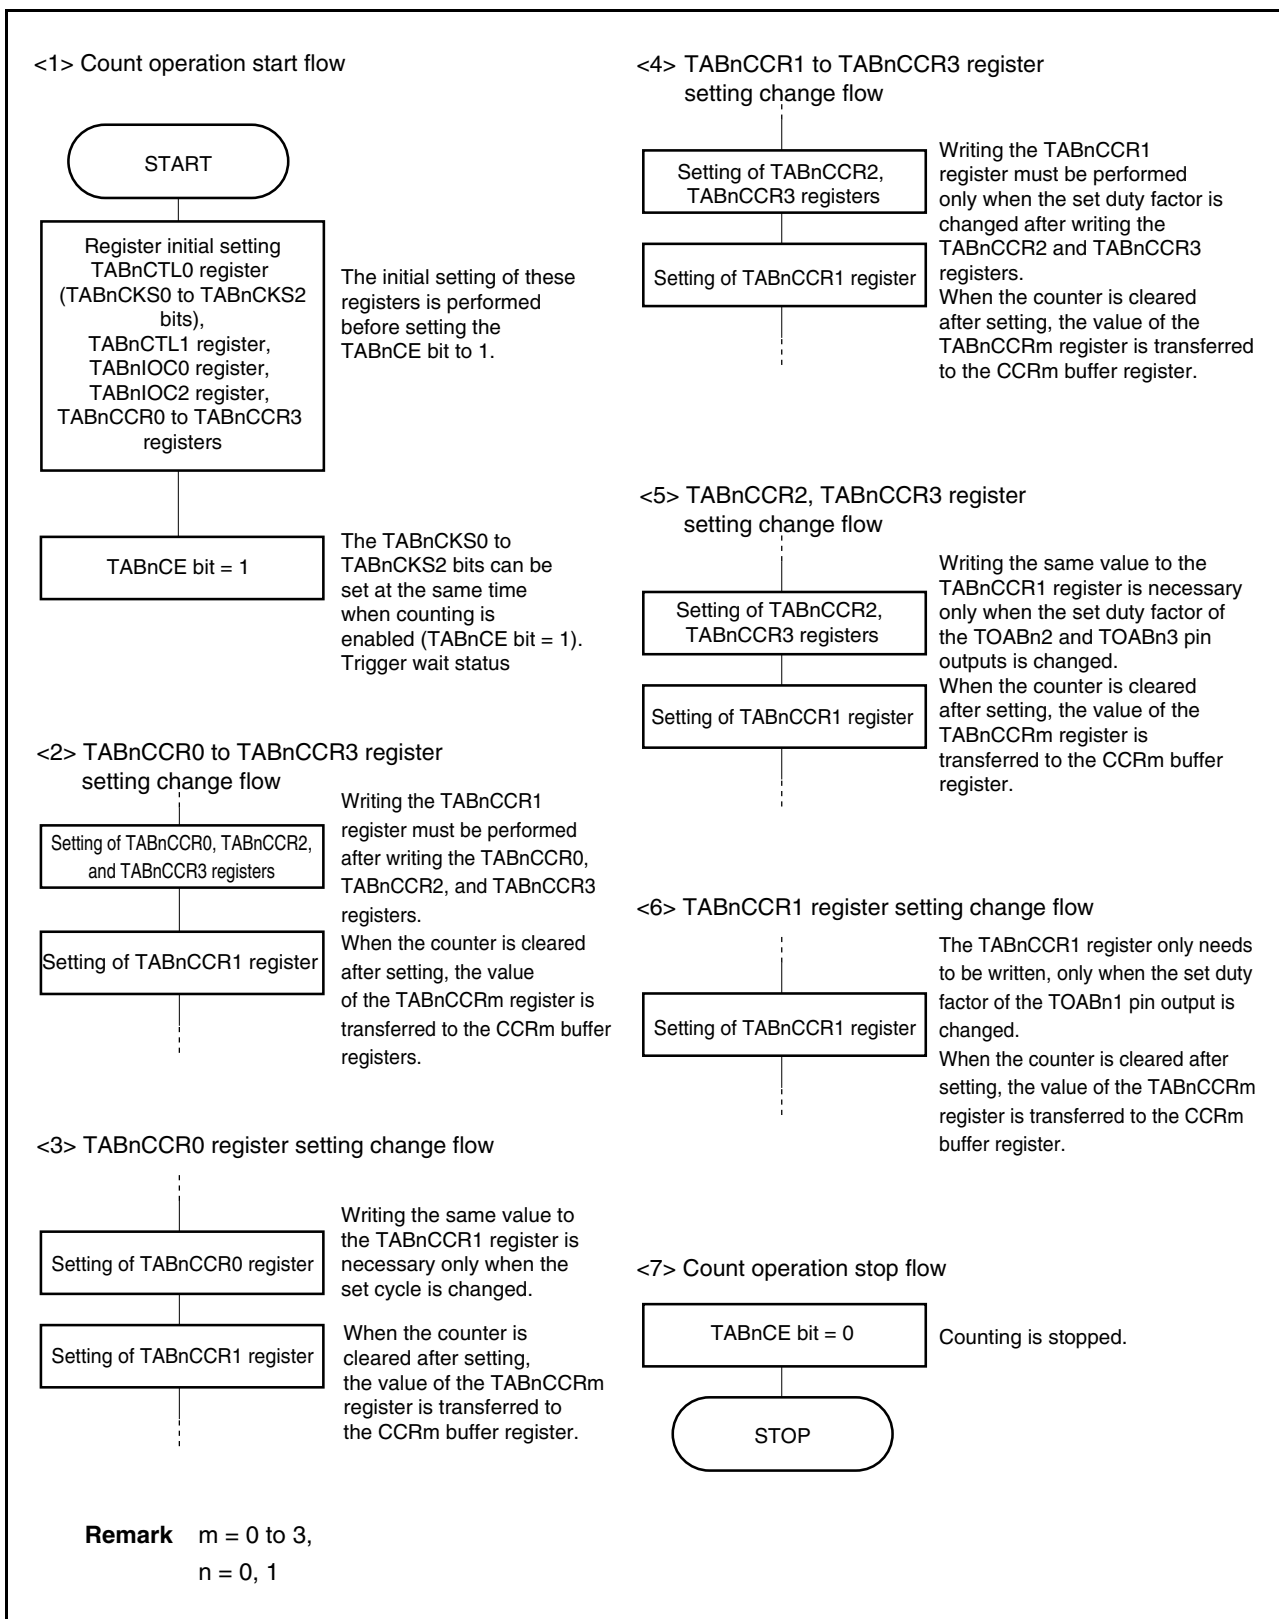 <1> Count operation start flow
START
Register initial setting
TABnCTL0 register
(TABnCKS0 to TABnCKS2
bits),
TABnCTL1 register,
TABnIOC0 register,
TABnIOC2 register,
TABnCCR0 to TABnCCR3
registers
The initial setting of these
registers is performed
before setting the
TABnCE bit to 1.
TABnCE bit = 1
The TABnCKS0 to
TABnCKS2 bits can be
set at the same time
when counting is
enabled (TABnCE bit = 1).
Trigger wait status
<2> TABnCCR0 to TABnCCR3 register
setting change flow
Setting of TABnCCR0, TABnCCR2,
and TABnCCR3 registers
Setting of TABnCCR1 register
Writing the TABnCCR1
register must be performed
after writing the TABnCCR0,
TABnCCR2, and TABnCCR3
registers.
When the counter is cleared
after setting, the value
of the TABnCCRm register is
transferred to the CCRm buffer
registers.
<3> TABnCCR0 register setting change flow
Setting of TABnCCR0 register
Setting of TABnCCR1 register
Writing the same value to
the TABnCCR1 register is
necessary only when the
set cycle is changed.
When the counter is
cleared after setting,
the value of the TABnCCRm
register is transferred to
the CCRm buffer register.
<4> TABnCCR1 to TABnCCR3 register
setting change flow
Setting of TABnCCR2,
TABnCCR3 registers
Setting of TABnCCR1 register
Writing the TABnCCR1
register must be performed
only when the set duty factor is
changed after writing the
TABnCCR2 and TABnCCR3
registers.
When the counter is cleared
after setting, the value of the
TABnCCRm register is transferred
to the CCRm buffer register.
<5> TABnCCR2, TABnCCR3 register
setting change flow
Setting of TABnCCR2,
TABnCCR3 registers
Setting of TABnCCR1 register
Writing the same value to the
TABnCCR1 register is necessary
only when the set duty factor of
the TOABn2 and TOABn3 pin
outputs is changed.
When the counter is cleared
after setting, the value of the
TABnCCRm register is
transferred to the CCRm buffer
register.
<6> TABnCCR1 register setting change flow
Setting of TABnCCR1 register
The TABnCCR1 register only needs
to be written, only when the set duty
factor of the TOABn1 pin output is
changed.
When the counter is cleared after
setting, the value of the TABnCCRm
register is transferred to the CCRm
buffer register.
<7> Count operation stop flow
TABnCE bit = 0
Counting is stopped.
STOP
Remark m = 0 to 3,
n = 0, 1